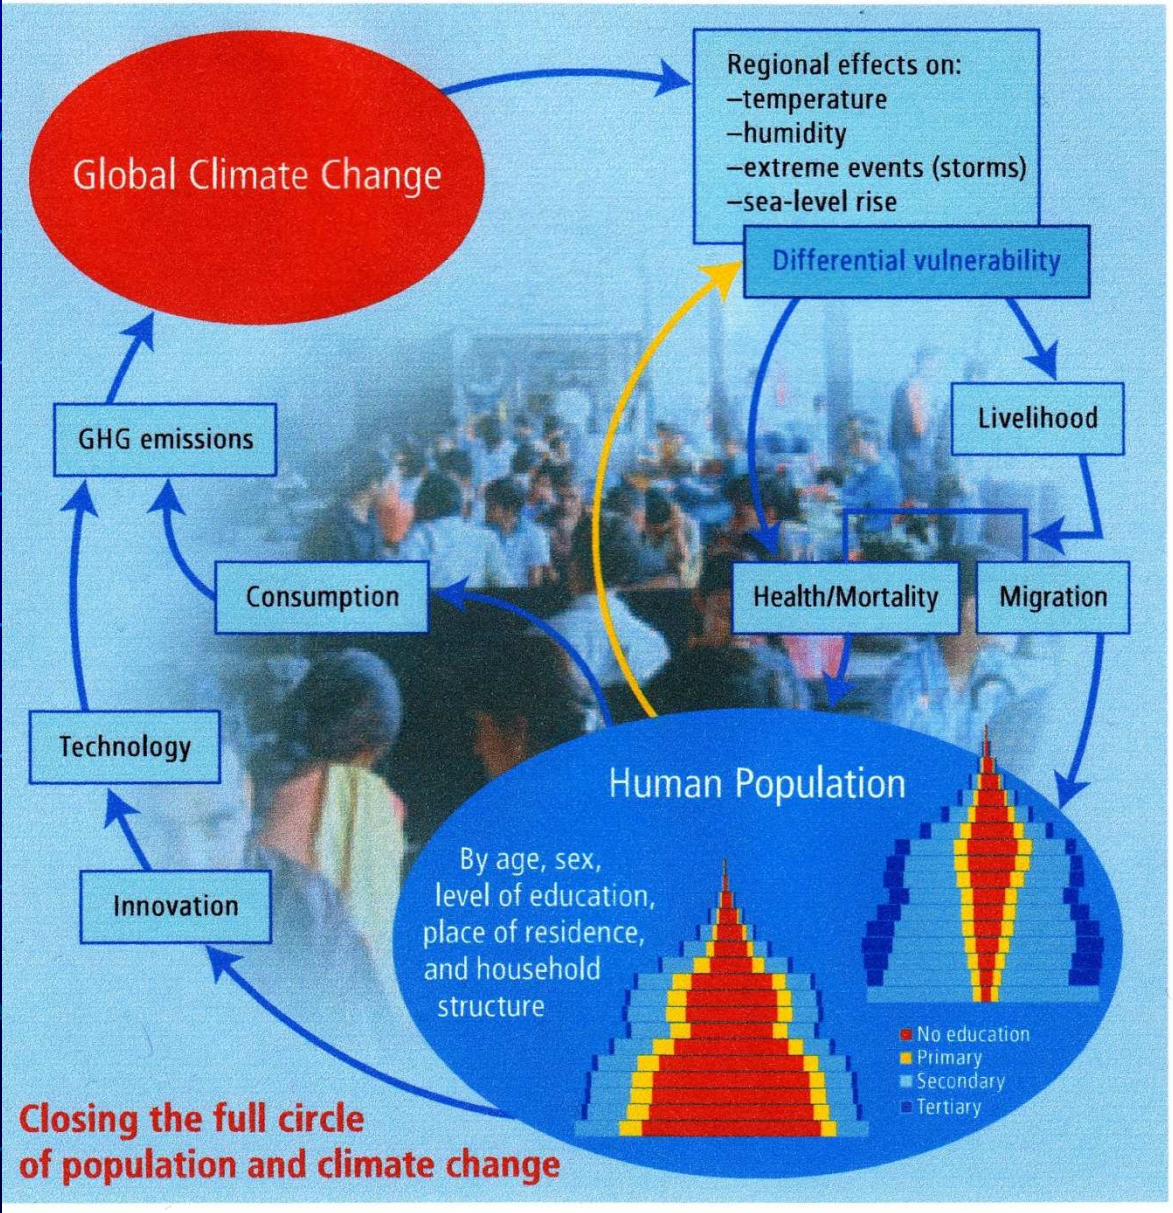 Global Climate Change
Regional effects on:
–temperature
–humidity
–extreme events (storms)
–sea-level rise
Differential vulnerability
GHG emissions
Livelihood
Consumption
Health/Mortality
Migration
Technology
Human Population
Innovation
By age, sex,
level of education,
place of residence,
and household
structure
No education
Primary
Secondary
Tertiary
Closing the full circle
of population and climate change